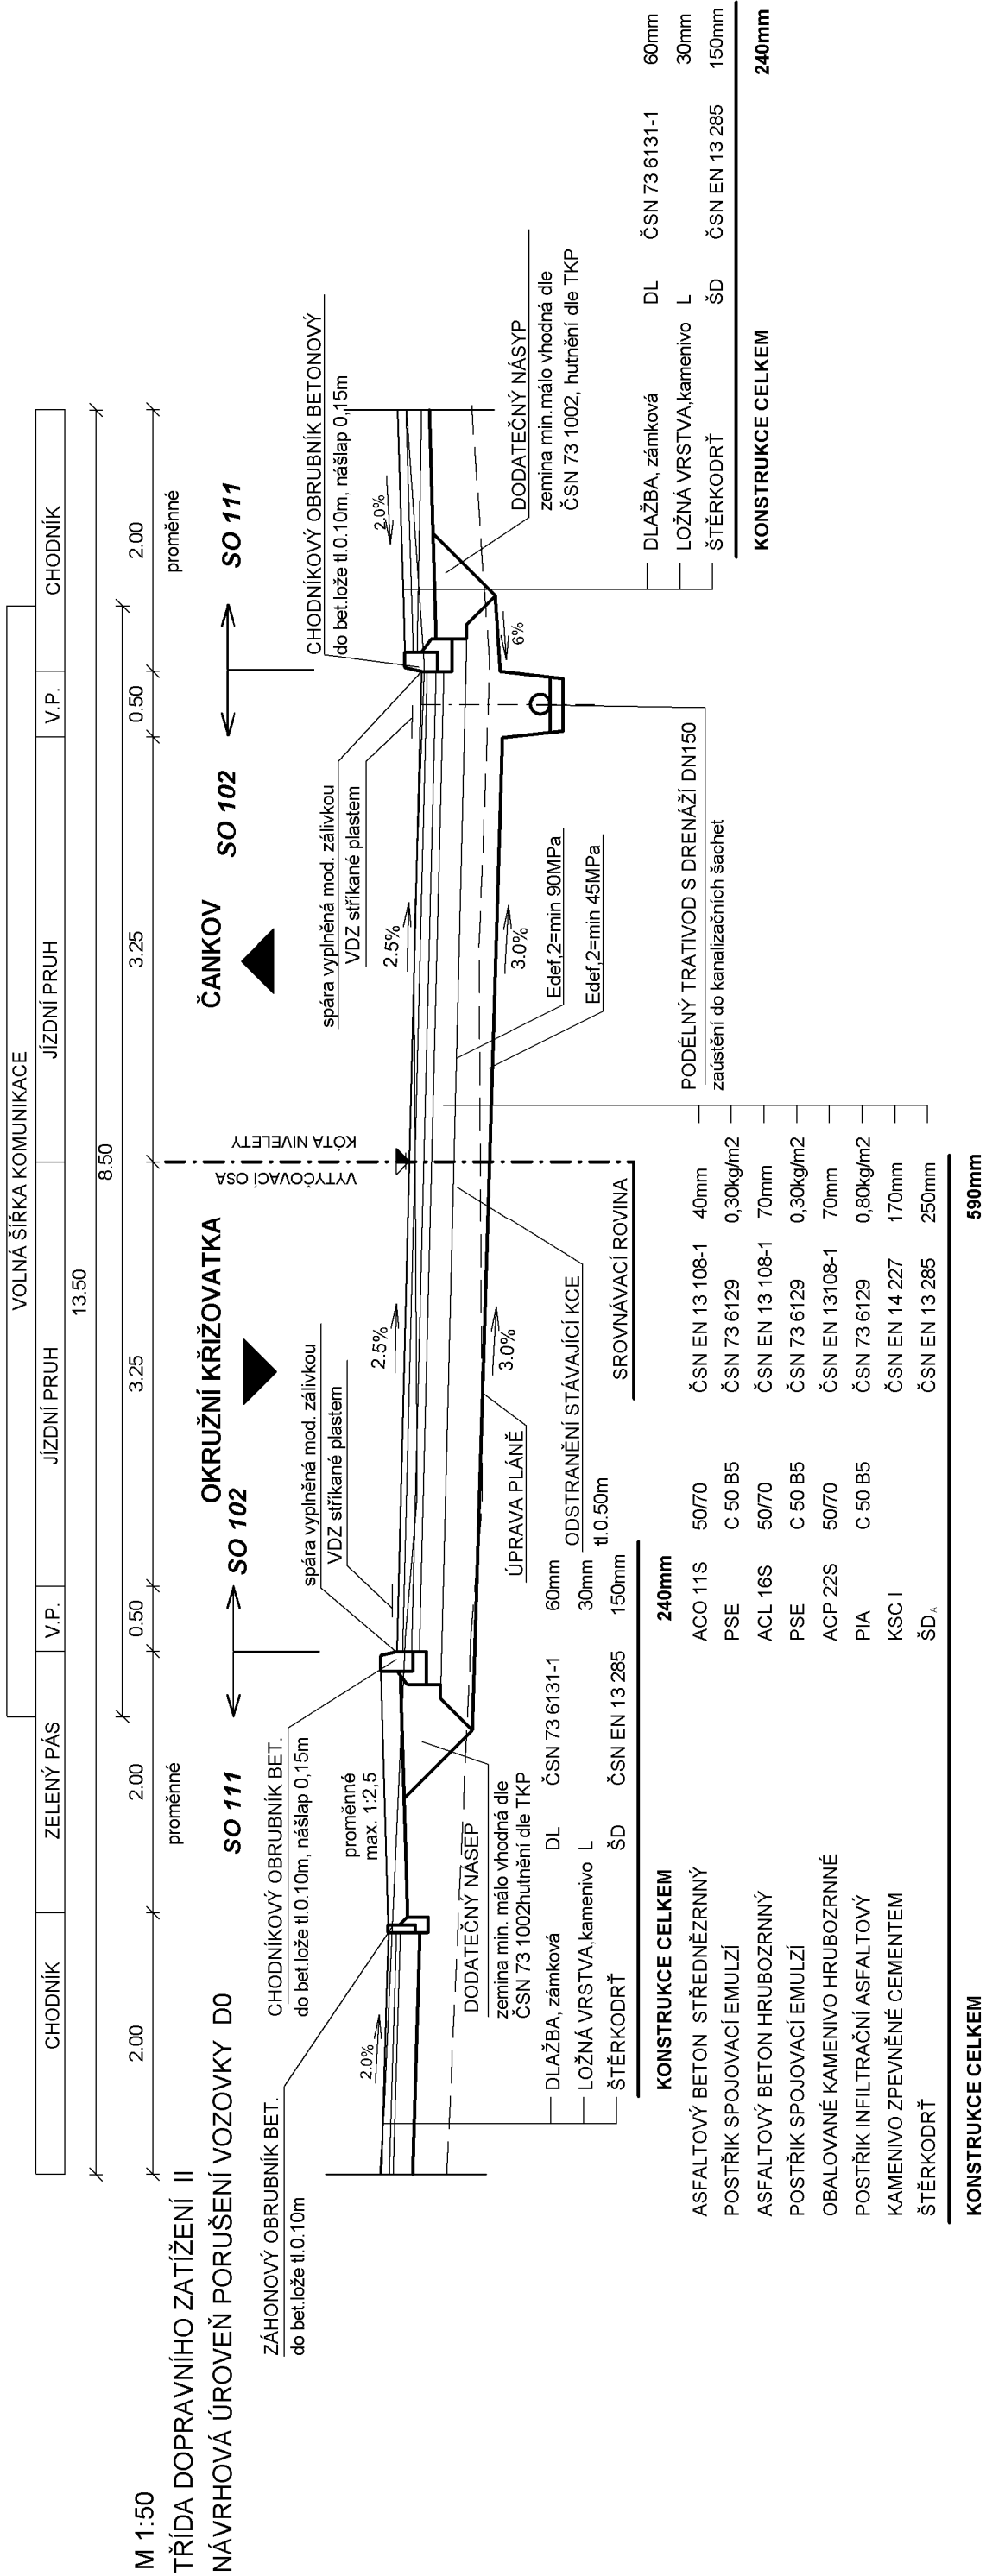 M 1:50
TŘÍDA DOPRAVNÍHO ZATÍŽENÍ II
NÁVRHOVÁ ÚROVEŇ PORUŠENÍ VOZOVKY D0
VOLNÁ ŠÍŘKA KOMUNIKACE
CHODNÍK
ZELENÝ PÁS
V.P.
JÍZDNÍ PRUH
JÍZDNÍ PRUH
V.P.
CHODNÍK
13.50
8.50
2.00
2.00
0.50
3.25
3.25
0.50
2.00
proměnné
proměnné
SO 111
SO 102
OKRUŽNÍ KŘIŽOVATKA
ČANKOV
SO 102
SO 111
VYTYČOVACÍ OSA
KÓTA NIVELETY
ZÁHONOVÝ OBRUBNÍK BET.
do bet.lože tl.0.10m
CHODNÍKOVÝ OBRUBNÍK BET.
do bet.lože tl.0.10m, nášlap 0,15m
spára vyplněná mod. zálivkou
VDZ stříkané plastem
spára vyplněná mod. zálivkou
VDZ stříkané plastem
CHODNÍKOVÝ OBRUBNÍK BETONOVÝ
do bet.lože tl.0.10m, nášlap 0,15m
proměnné
max. 1:2,5
2.0%
2.5%
2.5%
2.0%
3.0%
3.0%
6%
DODATEČNÝ NÁSEP
zemina min. málo vhodná dle
ČSN 73 1002hutnění dle TKP
ÚPRAVA PLÁNĚ
ODSTRANĚNÍ STÁVAJÍCÍ KCE
tl.0.50m
SROVNÁVACÍ ROVINA
Edef,2=min 90MPa
Edef,2=min 45MPa
PODÉLNÝ TRATIVOD S DRENÁŽÍ DN150
zaústění do kanalizačních šachet
DODATEČNÝ NÁSYP
zemina min.málo vhodná dle
ČSN 73 1002, hutnění dle TKP
DLAŽBA, zámková DL ČSN 73 6131-1 60mm
LOŽNÁ VRSTVA,kamenivo L 30mm
ŠTĚRKODRŤ ŠD ČSN EN 13 285 150mm
KONSTRUKCE CELKEM 240mm
DLAŽBA, zámková DL ČSN 73 6131-1 60mm
LOŽNÁ VRSTVA,kamenivo L 30mm
ŠTĚRKODRŤ ŠD ČSN EN 13 285 150mm
KONSTRUKCE CELKEM 240mm
ASFALTOVÝ BETON STŘEDNĚZRNNÝ ACO 11S 50/70 ČSN EN 13 108-1 40mm
POSTŘIK SPOJOVACÍ EMULZÍ PSE C 50 B5 ČSN 73 6129 0,30kg/m2
ASFALTOVÝ BETON HRUBOZRNNÝ ACL 16S 50/70 ČSN EN 13 108-1 70mm
POSTŘIK SPOJOVACÍ EMULZÍ PSE C 50 B5 ČSN 73 6129 0,30kg/m2
OBALOVANÉ KAMENIVO HRUBOZRNNÉ ACP 22S 50/70 ČSN EN 13108-1 70mm
POSTŘIK INFILTRAČNÍ ASFALTOVÝ PIA C 50 B5 ČSN 73 6129 0,80kg/m2
KAMENIVO ZPEVNĚNÉ CEMENTEM KSC I ČSN EN 14 227 170mm
ŠTĚRKODRŤ ŠDA ČSN EN 13 285 250mm
KONSTRUKCE CELKEM 590mm